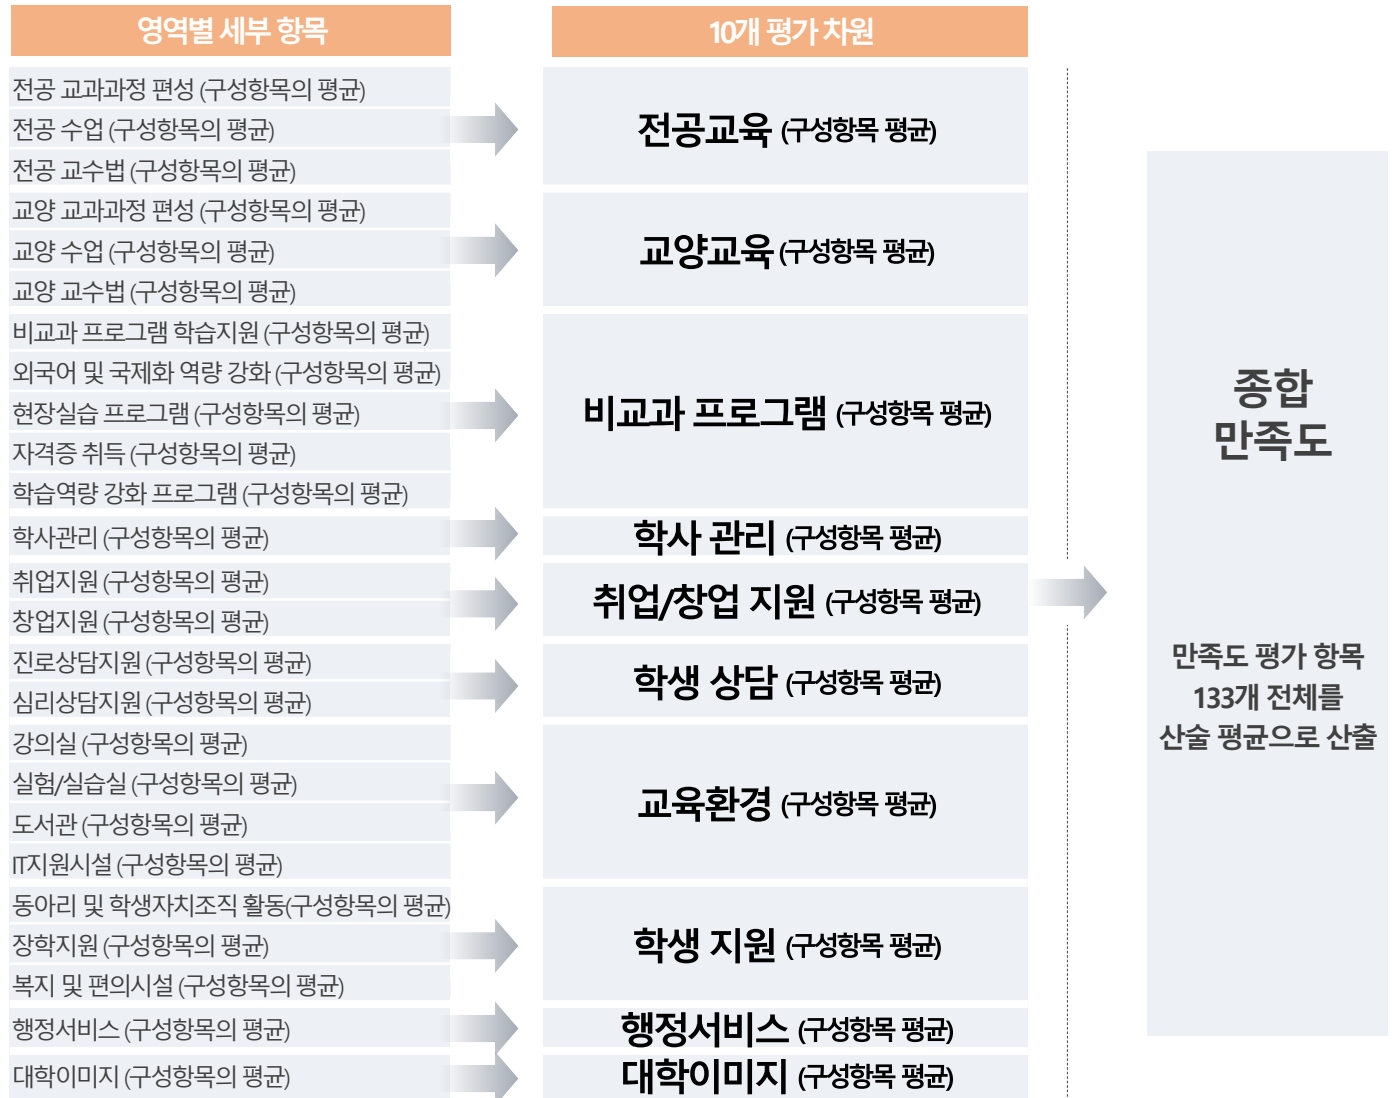 영역별 세부 항목
전공 교과과정 편성 (구성항목의 평균)
전공 수업 (구성항목의 평균)
전공 교수법 (구성항목의 평균)
교양 교과과정 편성 (구성항목의 평균)
교양 수업 (구성항목의 평균)
교양 교수법 (구성항목의 평균)
비교과 프로그램 학습지원 (구성항목의 평균)
외국어 및 국제화 역량 강화 (구성항목의 평균)
현장실습 프로그램 (구성항목의 평균)
자격증 취득 (구성항목의 평균)
학습역량 강화 프로그램 (구성항목의 평균)
학사관리 (구성항목의 평균)
취업지원 (구성항목의 평균)
창업지원 (구성항목의 평균)
진로상담지원 (구성항목의 평균)
심리상담지원 (구성항목의 평균)
강의실 (구성항목의 평균)
실험/실습실 (구성항목의 평균)
도서관 (구성항목의 평균)
IT지원시설 (구성항목의 평균)
동아리 및 학생자치조직 활동(구성항목의 평균)
장학지원 (구성항목의 평균)
복지 및 편의시설 (구성항목의 평균)
행정서비스 (구성항목의 평균)
대학이미지 (구성항목의 평균)
10개 평가 차원
전공교육 (구성항목 평균)
교양교육 (구성항목 평균)
비교과 프로그램 (구성항목 평균)
학사 관리 (구성항목 평균)
취업/창업 지원 (구성항목 평균)
학생 상담 (구성항목 평균)
교육환경 (구성항목 평균)
학생 지원 (구성항목 평균)
행정서비스 (구성항목 평균)
대학이미지 (구성항목 평균)
종합
만족도
만족도 평가 항목
133개 전체를
산술 평균으로 산출